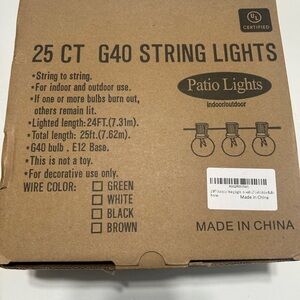 UL
CERTIFIED
25 CT G40 STRING LIGHTS
•String to string.
•For indoor and outdoor use.
•If one or more bulbs burn out,
others remain lit.
•Lighted length:24FT.(7.31m).
•Total length: 25ft.(7.62m).
•G40 bulb . E12 Base.
•This is not a toy.
•For decorative use only.
WIRE COLOR:
GREEN
WHITE
BLACK
BROWN
Patio Lights
indoor/outdoor
Made in China
MADE IN CHINA